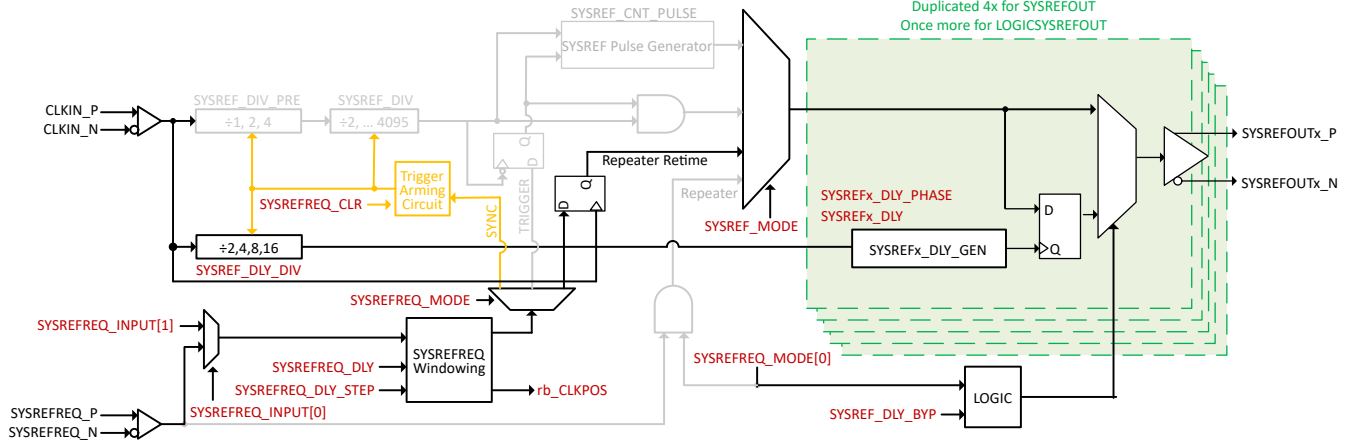 Duplicated 4x for SYSREFOUT
Once more for LOGICSYSREFOUT
SYSREF_CNT_PULSE
SYSREF Pulse Generator
CLKIN_P
CLKIN_N
SYSREF_DIV_PRE
÷1, 2, 4
SYSREF_DIV
÷2, ... 4095
Q
D
TRIGGER
Repeater Retime
Q
D
Repeater
Trigger
Arming
Circuit
SYSREFREQ_CLR
SYNC
SYSREF_MODE
SYSREFx_DLY_PHASE
SYSREFx_DLY
SYSREFx_DLY_GEN
D
Q
SYSREFOUTx_P
SYSREFOUTx_N
÷2,4,8,16
SYSREF_DLY_DIV
SYSREFREQ_MODE
SYSREFREQ_INPUT[1]
SYSREFREQ
Windowing
SYSREFREQ_DLY
SYSREFREQ_DLY_STEP
rb_CLKPOS
SYSREFREQ_INPUT[0]
SYSREFREQ_P
SYSREFREQ_N
SYSREFREQ_MODE[0]
SYSREF_DLY_BYP
LOGIC